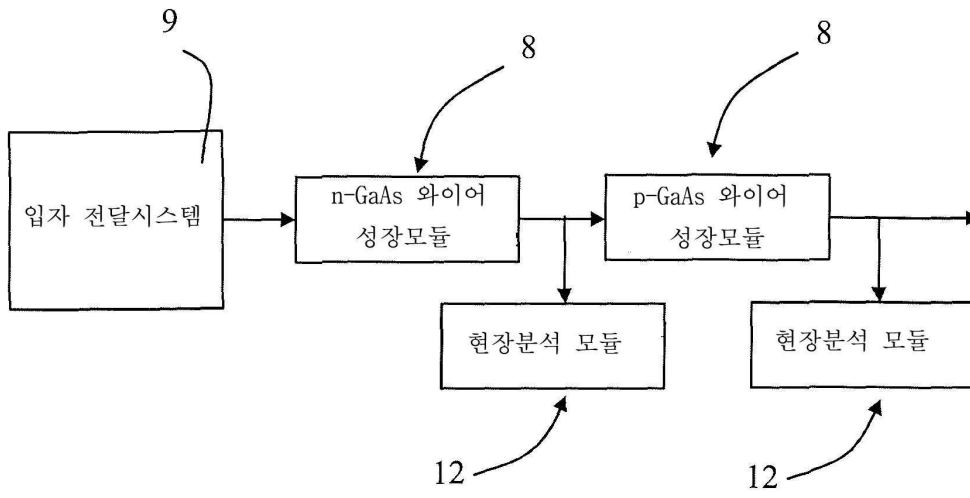 9
8
8
입자 전달시스템
n-GaAs 와이어
성장모듈
p-GaAs 와이어
성장모듈
현장분석 모듈
현장분석 모듈
12
12